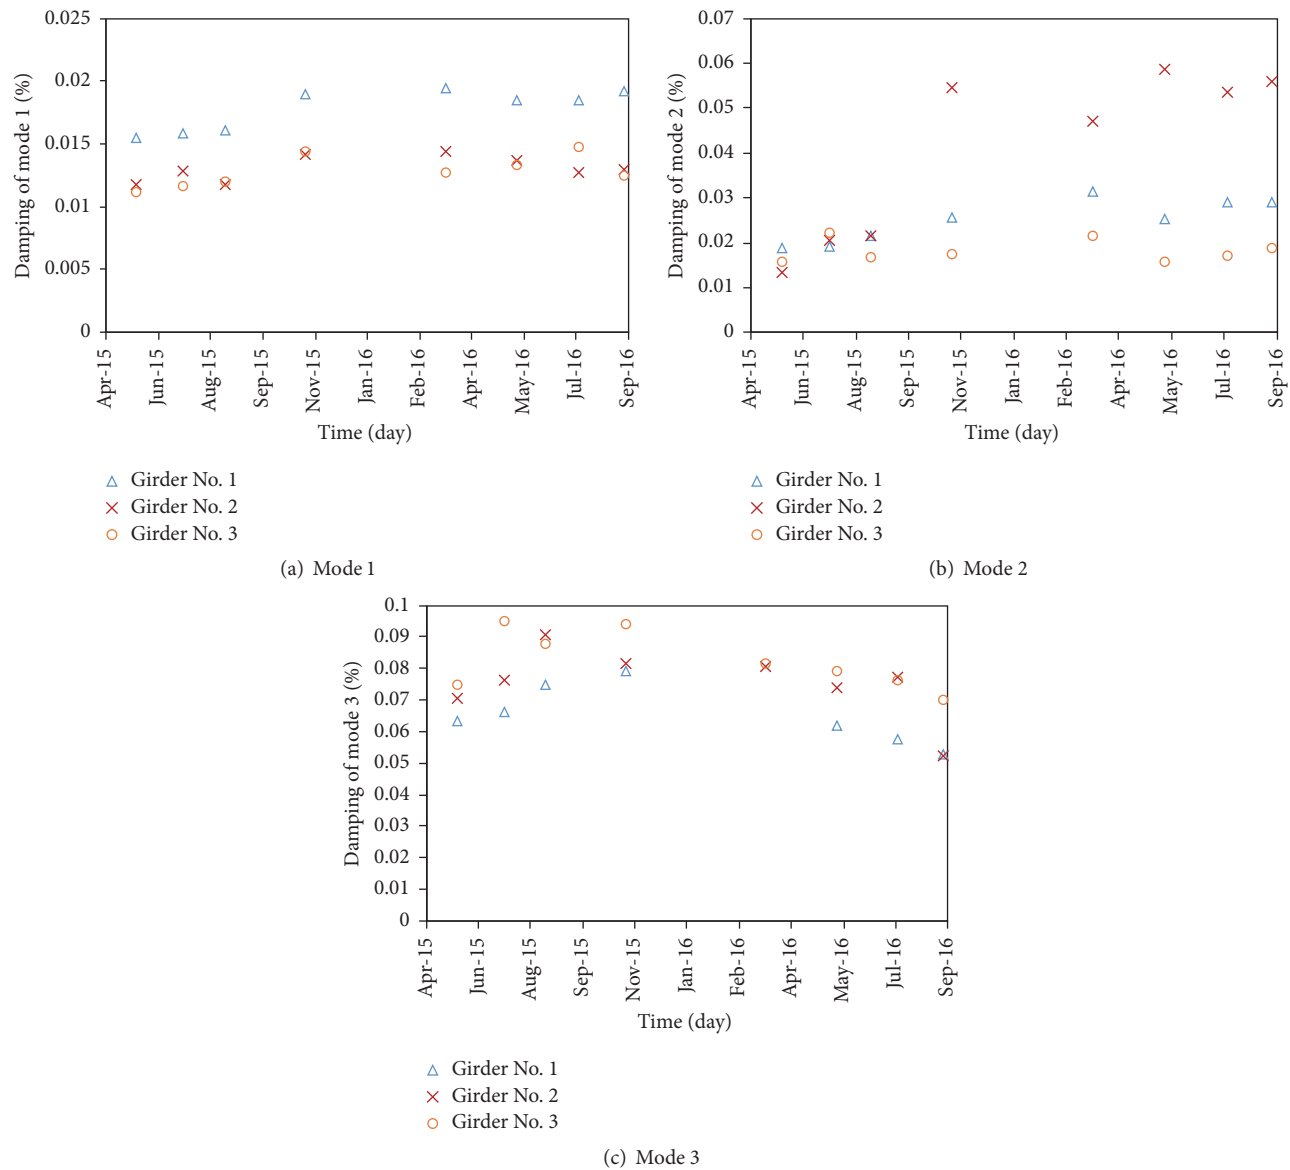 Damping of mode 1 (%)
0.025
0.02
0.015
0.01
0.005
0
Apr-15
Jun-15
Aug-15
Sep-15
Nov-15
Jan-16
Feb-16
Apr-16
May-16
Jul-16
Sep-16
Time (day)
Girder No. 1
Girder No. 2
Girder No. 3
(a) Mode 1
Damping of mode 2 (%)
0.07
0.06
0.05
0.04
0.03
0.02
0.01
0
Apr-15
Jun-15
Aug-15
Sep-15
Nov-15
Jan-16
Feb-16
Apr-16
May-16
Jul-16
Sep-16
Time (day)
Girder No. 1
Girder No. 2
Girder No. 3
(b) Mode 2
Damping of mode 3 (%)
0.1
0.09
0.08
0.07
0.06
0.05
0.04
0.03
0.02
0.01
0
Apr-15
Jun-15
Aug-15
Sep-15
Nov-15
Jan-16
Feb-16
Apr-16
May-16
Jul-16
Sep-16
Time (day)
Girder No. 1
Girder No. 2
Girder No. 3
(c) Mode 3